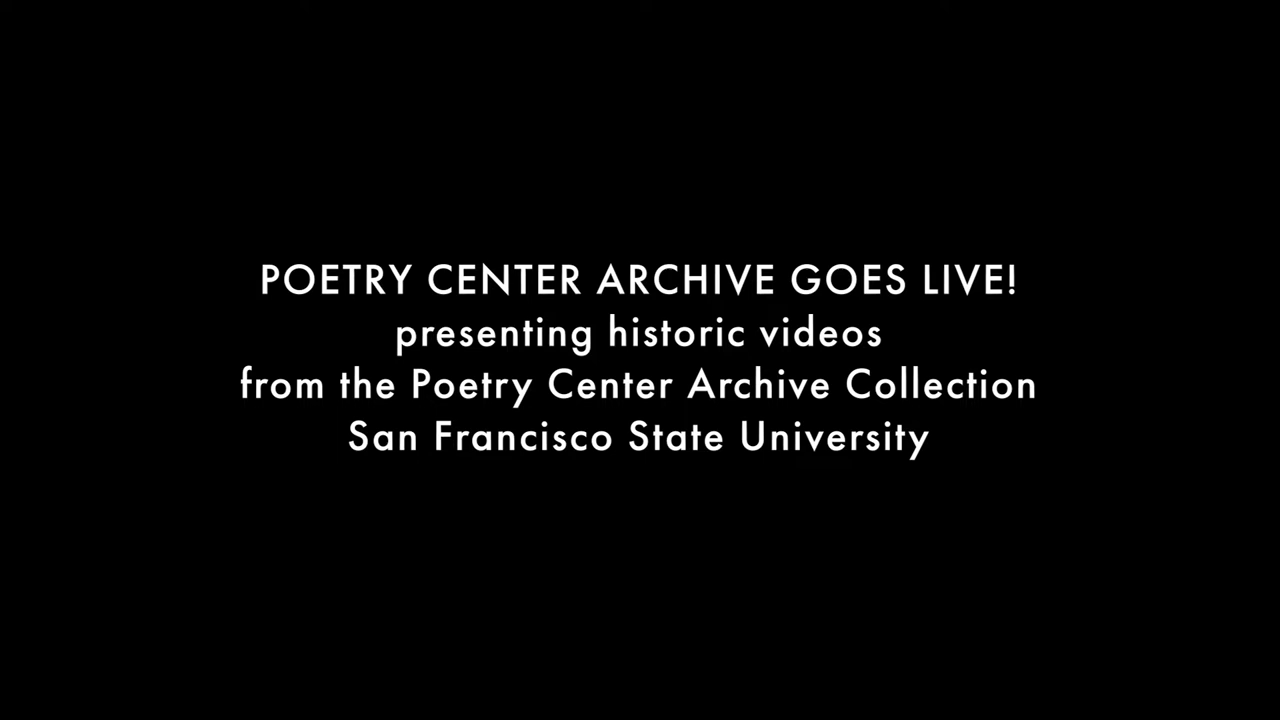 POETRY CENTER ARCHIVE GOES LIVE!
presenting historic videos
from the Poetry Center Archive Collection
San Francisco State University